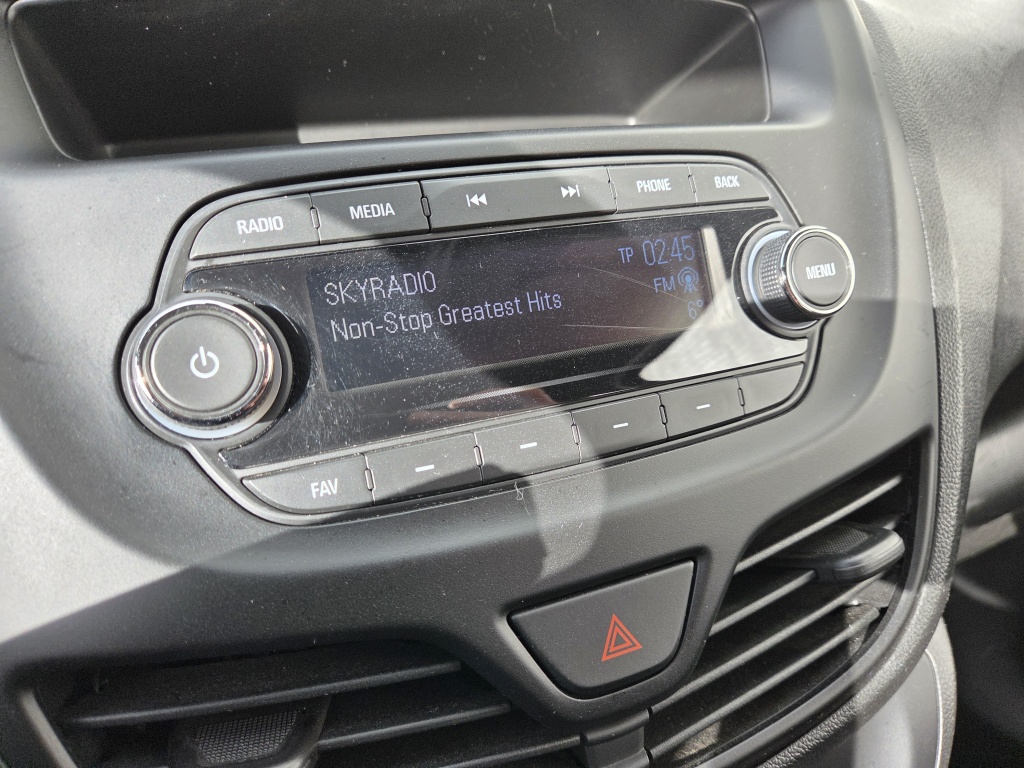 RADIO MEDIA PHONE BACK
TP 02:45
SKYRADIO
FM
Non-Stop Greatest Hits
6°
MENU
FAV